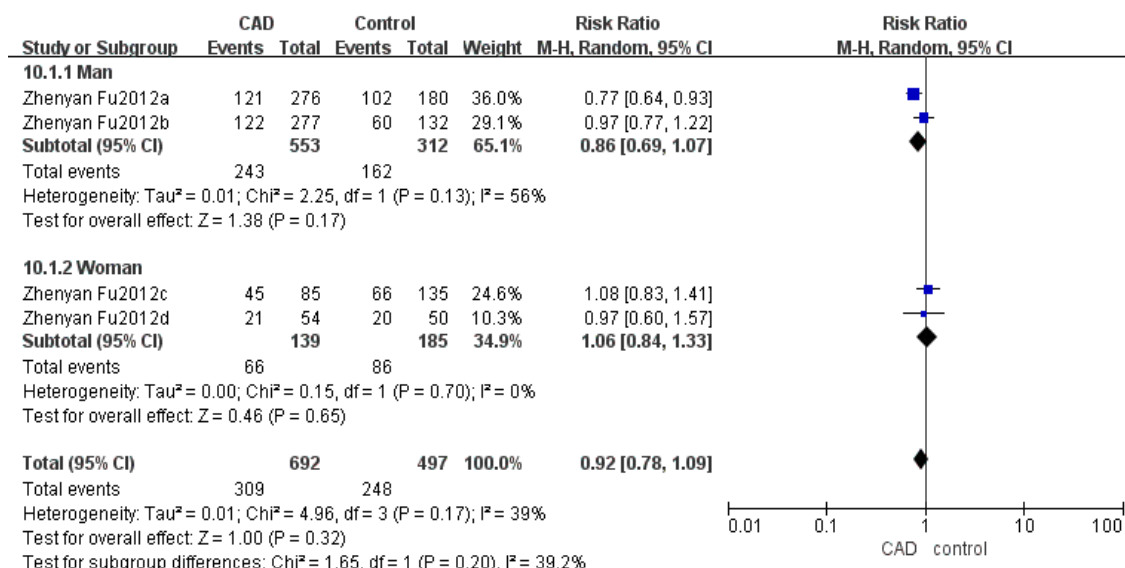 CAD Control Risk Ratio Risk Ratio
Study or Subgroup Events Total Events Total Weight M-H, Random, 95% CI M-H, Random, 95% CI
10.1.1 Man
Zhenyan Fu2012a 121 276 102 180 36.0% 0.77 [0.64, 0.93]
Zhenyan Fu2012b 122 277 60 132 29.1% 0.97 [0.77, 1.22]
Subtotal (95% CI) 553 312 65.1% 0.86 [0.69, 1.07]
Total events 243 162
Heterogeneity: Tau² = 0.01; Chi² = 2.25, df = 1 (P = 0.13); I² = 56%
Test for overall effect: Z = 1.38 (P = 0.17)
10.1.2 Woman
Zhenyan Fu2012c 45 85 66 135 24.6% 1.08 [0.83, 1.41]
Zhenyan Fu2012d 21 54 20 50 10.3% 0.97 [0.60, 1.57]
Subtotal (95% CI) 139 185 34.9% 1.06 [0.84, 1.33]
Total events 66 86
Heterogeneity: Tau² = 0.00; Chi² = 0.15, df = 1 (P = 0.70); I² = 0%
Test for overall effect: Z = 0.46 (P = 0.65)
Total (95% CI) 692 497 100.0% 0.92 [0.78, 1.09]
Total events 309 248
Heterogeneity: Tau² = 0.01; Chi² = 4.96, df = 3 (P = 0.17); I² = 39%
Test for overall effect: Z = 1.00 (P = 0.32)
Test for subgroup differences: Chi² = 1.65, df = 1 (P = 0.20), I² = 39.2%
0.01 0.1 1 10 100
CAD control